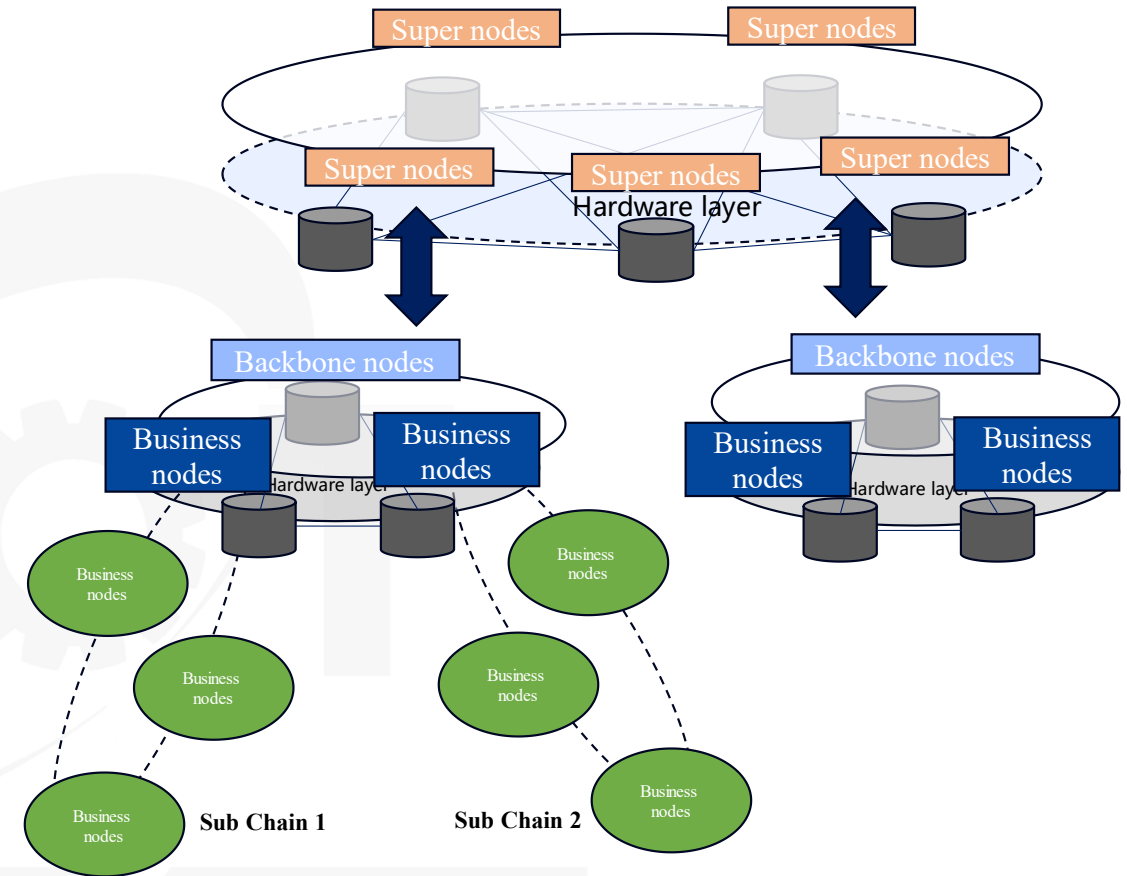 Super nodes
Super nodes
Super nodes
Super nodes
Super nodes
Hardware layer
Backbone nodes
Backbone nodes
Business
nodes
Business
nodes
Hardware layer
Business
nodes
Business
nodes
Hardware layer
Business
nodes
Business
nodes
Business
nodes
Business
nodes
Business
nodes
Business
nodes
Sub Chain 1
Sub Chain 2